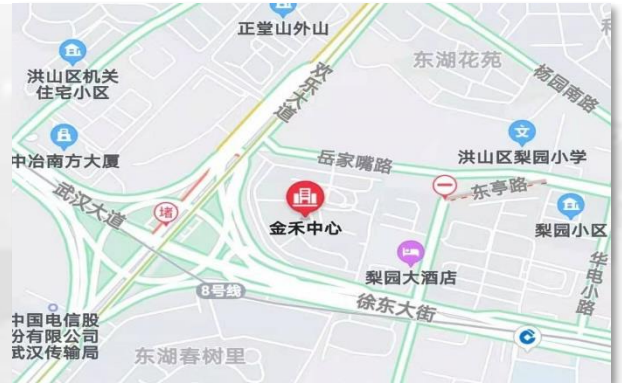 正堂山外山
东湖花苑
洪山区机关
住宅小区
欢乐大道
杨园南路
中冶南方大厦
岳家嘴路
洪山区梨园小学
文
东亭路
武汉大道
堵
金禾中心
梨园小区
梨园大酒店
华电小路
8号线
徐东大街
中国电信股
份有限公司
武汉传输局
东湖春树里